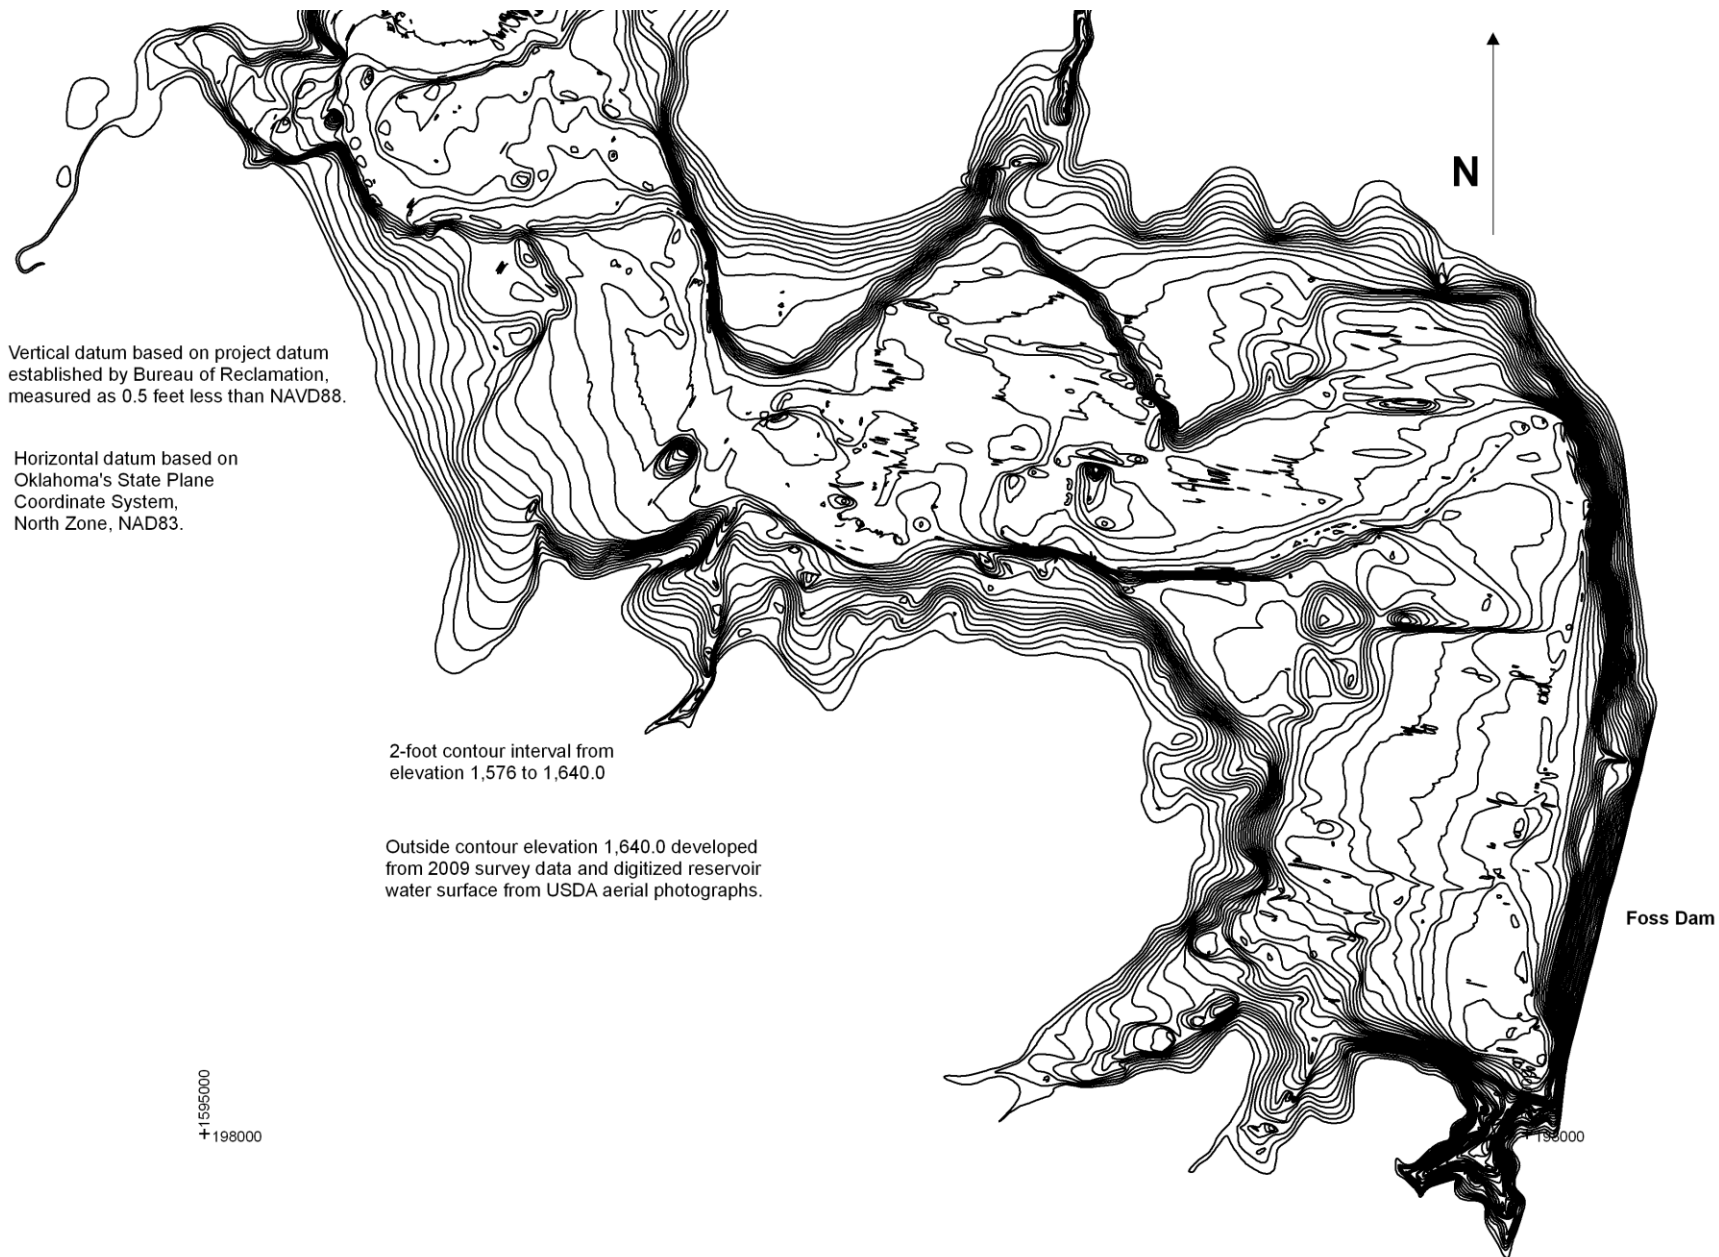 N
Vertical datum based on project datum
established by Bureau of Reclamation,
measured as 0.5 feet less than NAVD88.
Horizontal datum based on
Oklahoma's State Plane
Coordinate System,
North Zone, NAD83.
2-foot contour interval from
elevation 1,576 to 1,640.0
Outside contour elevation 1,640.0 developed
from 2009 survey data and digitized reservoir
water surface from USDA aerial photographs.
Foss Dam
+1595000
+198000
+198000